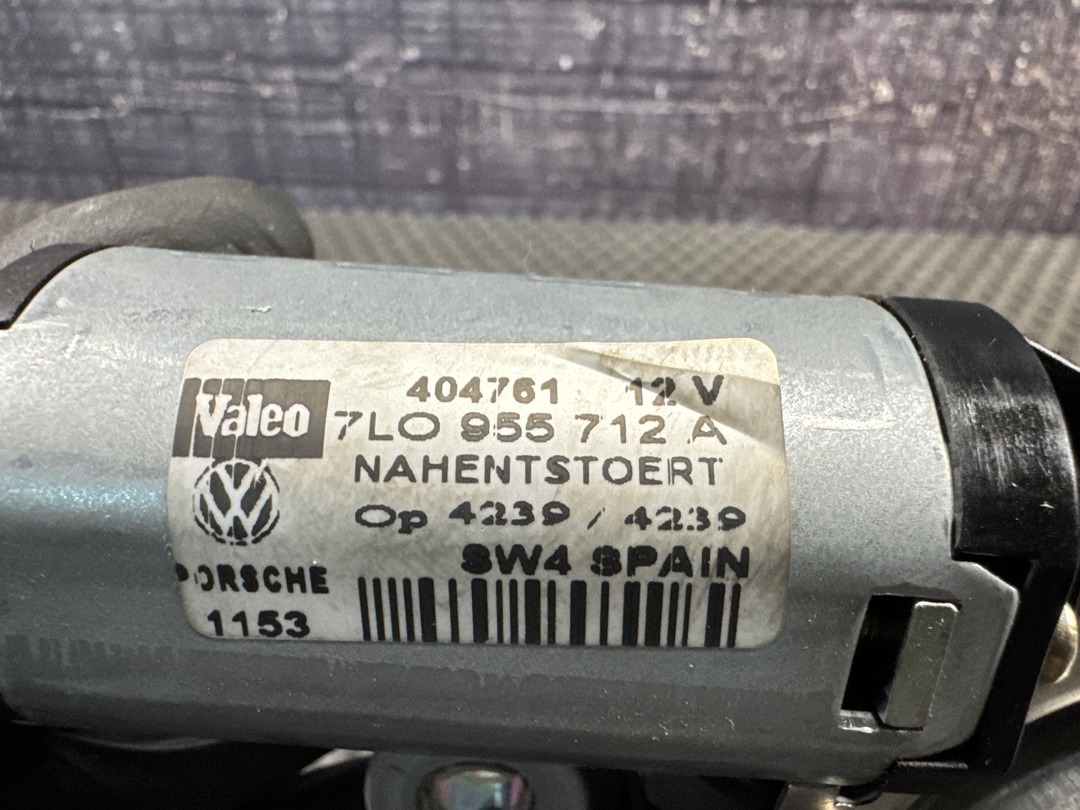 Valeo
404761 12 V
7L0 955 712 A
NAHENTSTOERT
Op 4239 / 4239
SW4 SPAIN
PORSCHE
1153